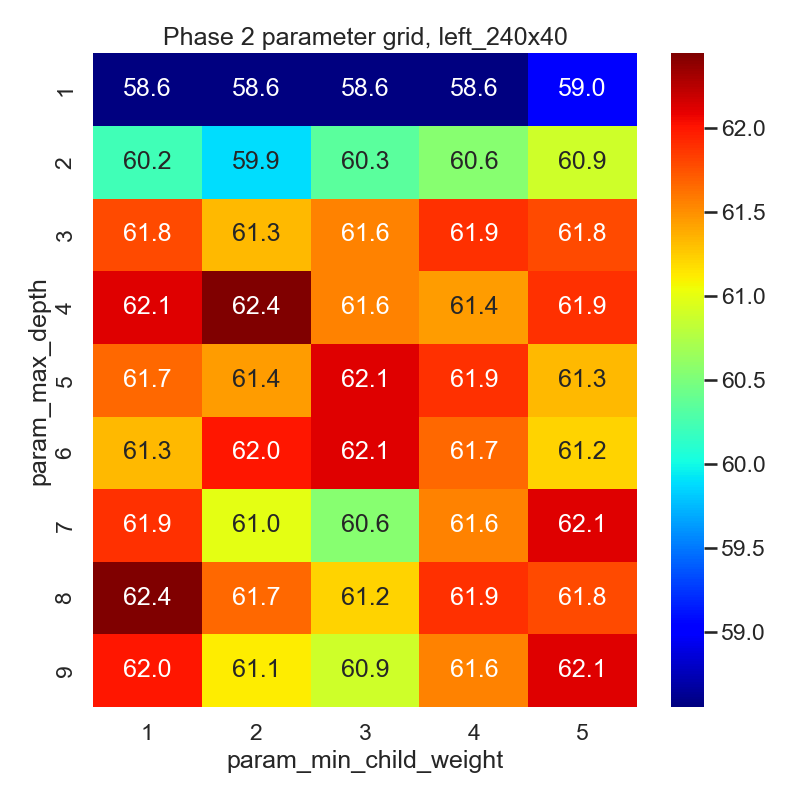 Phase 2 parameter grid, left_240x40
param_max_depth
1 58.6 58.6 58.6 58.6 59.0
2 60.2 59.9 60.3 60.6 60.9
3 61.8 61.3 61.6 61.9 61.8
4 62.1 62.4 61.6 61.4 61.9
5 61.7 61.4 62.1 61.9 61.3
6 61.3 62.0 62.1 61.7 61.2
7 61.9 61.0 60.6 61.6 62.1
8 62.4 61.7 61.2 61.9 61.8
9 62.0 61.1 60.9 61.6 62.1
1 2 3 4 5
param_min_child_weight
62.0
61.5
61.0
60.5
60.0
59.5
59.0